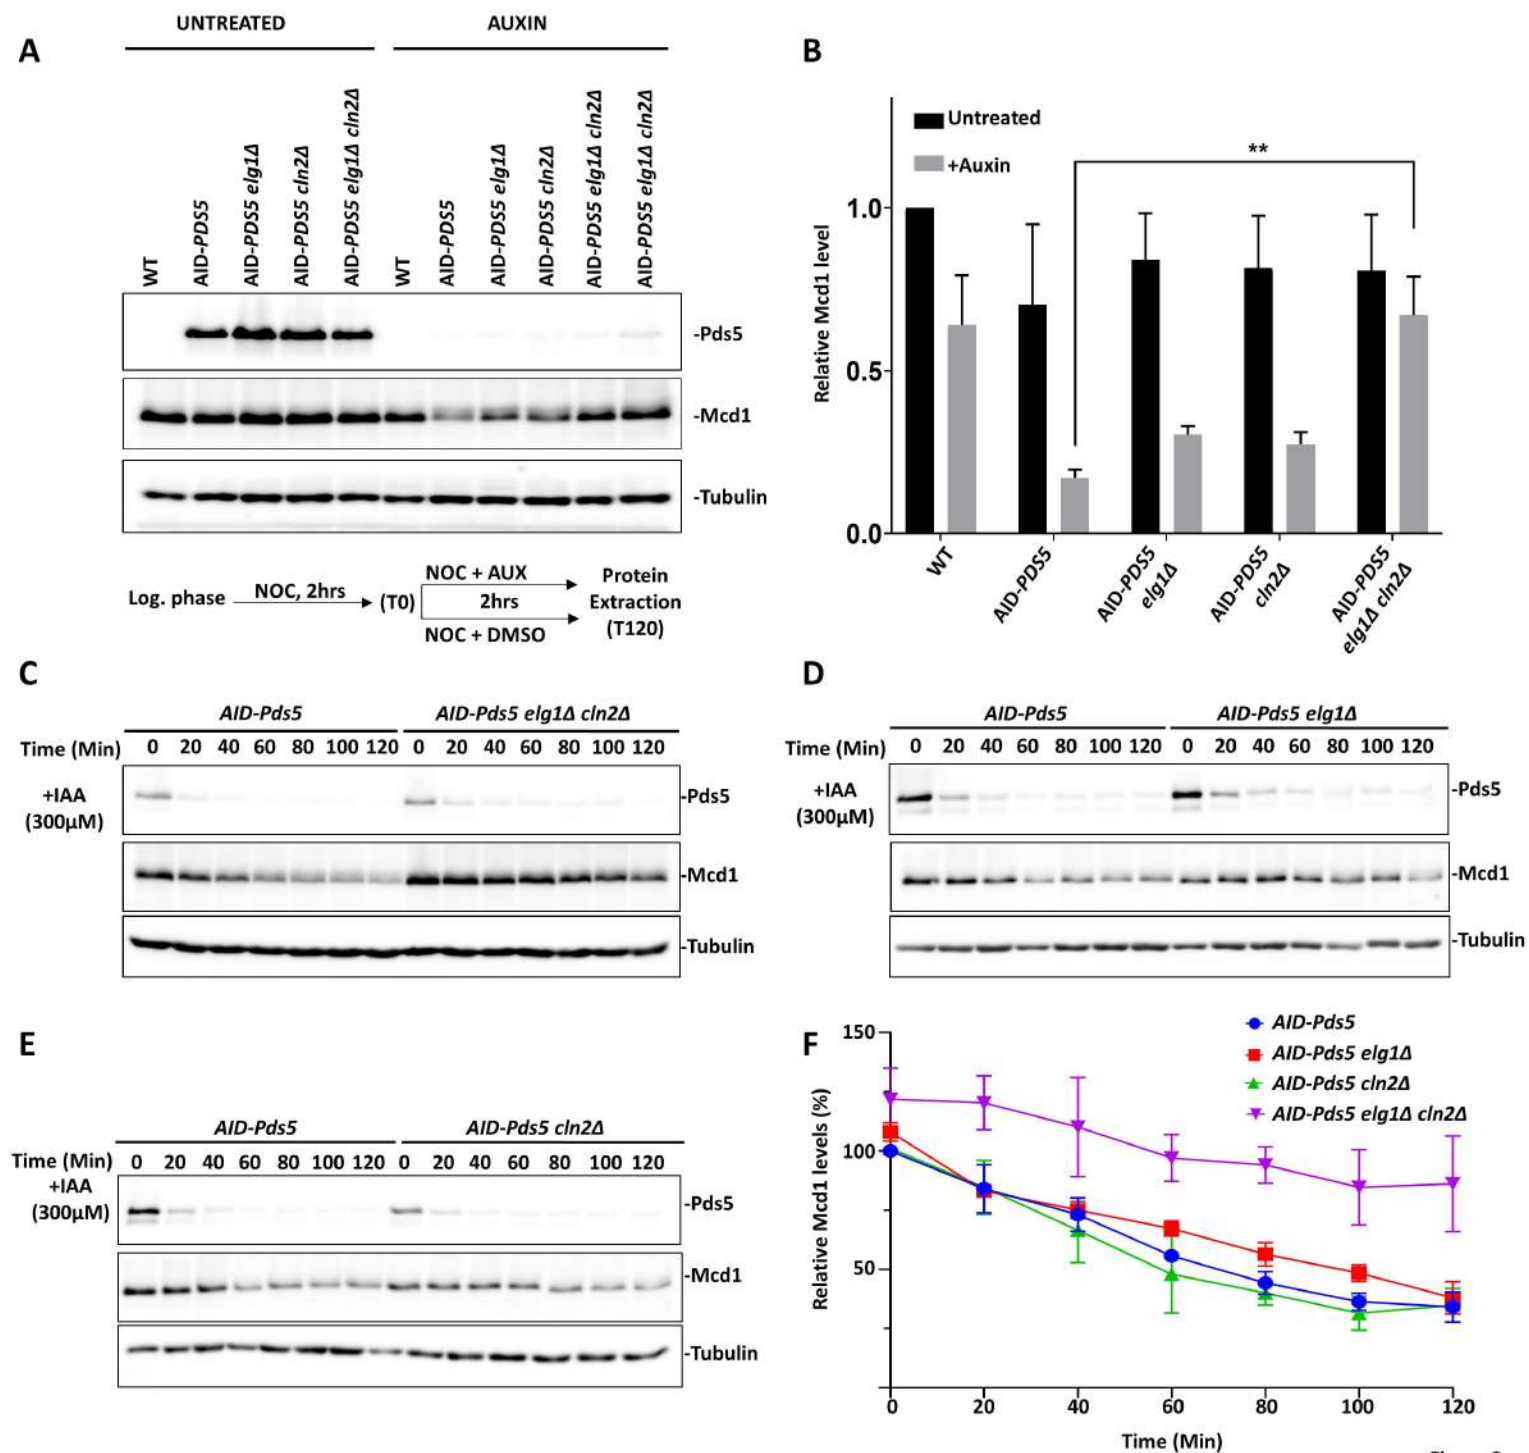 A
UNTREATED
AUXIN
WT
AID-PDS5
AID-PDS5 elg1Δ
AID-PDS5 cln2Δ
AID-PDS5 elg1Δ cln2Δ
WT
AID-PDS5
AID-PDS5 elg1Δ
AID-PDS5 cln2Δ
AID-PDS5 elg1Δ cln2Δ
AID-PDS5 elg1Δ cln2Δ
-Pds5
-Mcd1
-Tubulin
Log. phase
NOC, 2hrs
(T0)
NOC + AUX
2hrs
NOC + DMSO
Protein
Extraction
(T120)
B
Untreated
+Auxin
**
Relative Mcd1 level
1.0
0.5
0.0
WT
AID-PDS5
AID-PDS5
elg1Δ
AID-PDS5
cln2Δ
AID-PDS5
elg1Δ cln2Δ
C
AID-Pds5
AID-Pds5 elg1Δ cln2Δ
Time (Min) 0 20 40 60 80 100 120 0 20 40 60 80 100 120
+IAA
(300µM)
-Pds5
-Mcd1
-Tubulin
D
AID-Pds5
AID-Pds5 elg1Δ
Time (Min) 0 20 40 60 80 100 120 0 20 40 60 80 100 120
+IAA
(300µM)
-Pds5
-Mcd1
-Tubulin
E
AID-Pds5
AID-Pds5 cln2Δ
Time (Min) 0 20 40 60 80 100 120 0 20 40 60 80 100 120
+IAA
(300µM)
-Pds5
-Mcd1
-Tubulin
F
AID-Pds5
AID-Pds5 elg1Δ
AID-Pds5 cln2Δ
AID-Pds5 elg1Δ cln2Δ
Relative Mcd1 levels (%)
150
100
50
0 20 40 60 80 100 120
Time (Min)